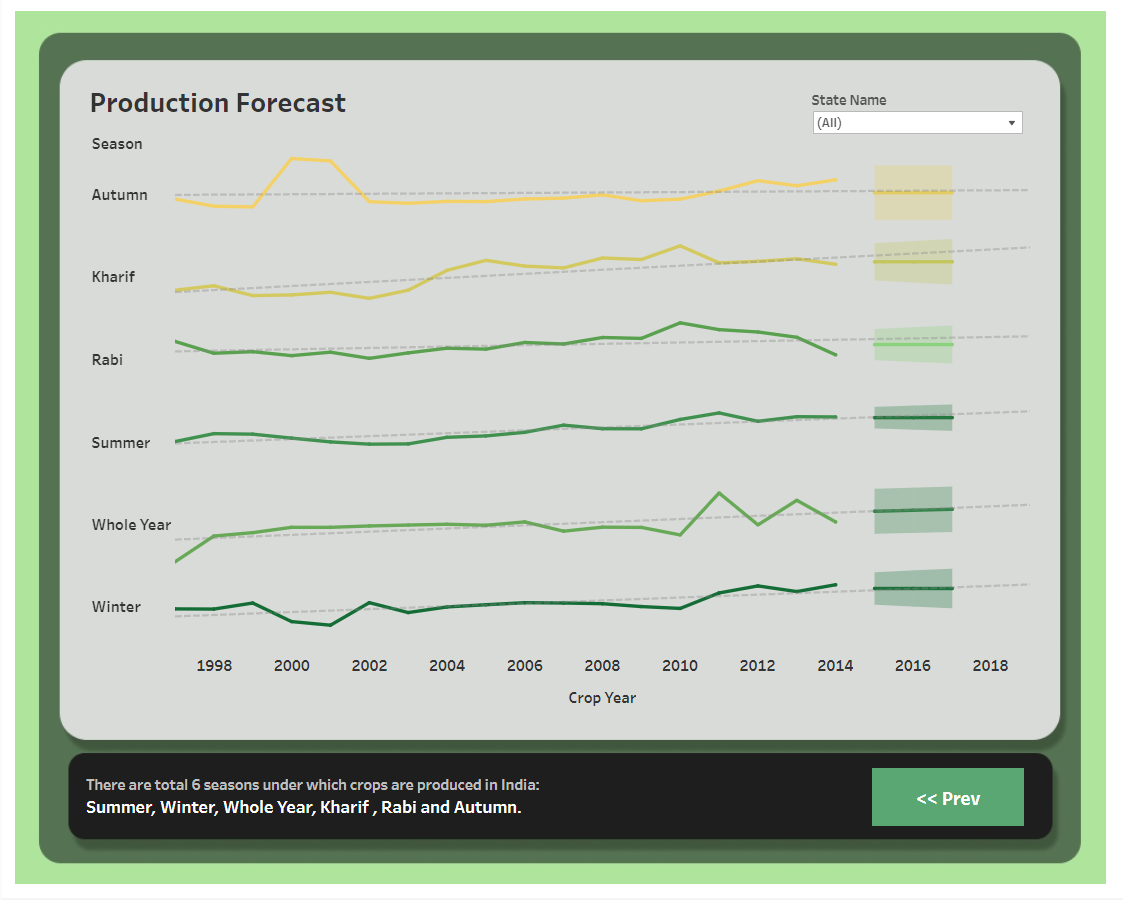 Production Forecast
State Name
(All)
Season
Autumn
Kharif
Rabi
Summer
Whole Year
Winter
1998 2000 2002 2004 2006 2008 2010 2012 2014 2016 2018
Crop Year
There are total 6 seasons under which crops are produced in India:
Summer, Winter, Whole Year, Kharif , Rabi and Autumn.
<< Prev